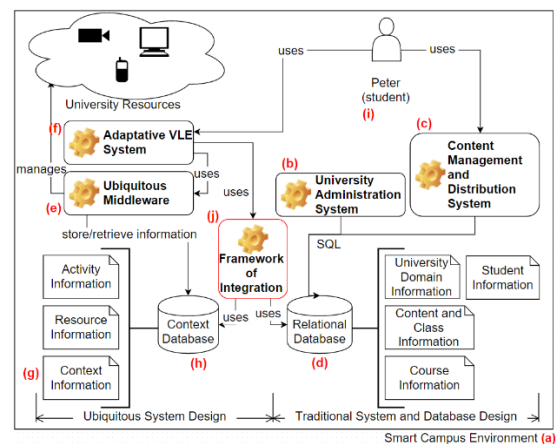 University Resources
uses
uses
Peter
(student)
(i)
(f)
Adaptative VLE
System
(c)
Content
Management
and
Distribution
System
manages
uses
uses
(b)
University
Administration
System
(e)
Ubiquitous
Middleware
(j)
store/retrieve information
Framework
of
Integration
SQL
Activity
Information
University
Domain
Information
Student
Information
Resource
Information
Context
Database
uses
uses
Relational
Database
Content and
Class
Information
(g)
Context
Information
(h)
(d)
Course
Information
Ubiquitous System Design
Traditional System and Database Design
Smart Campus Environment (a)